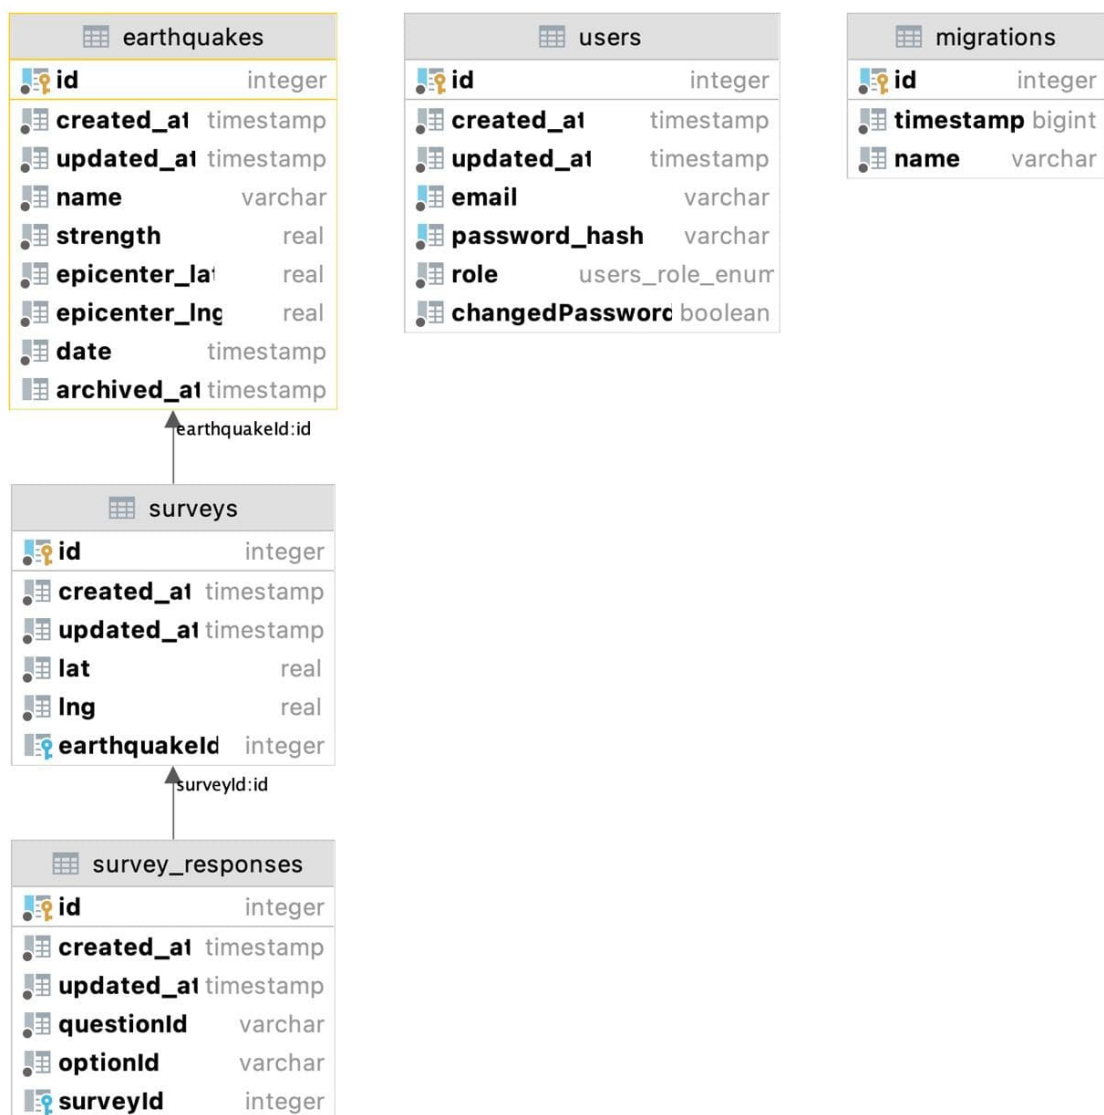 earthquakes
id integer
created_at timestamp
updated_at timestamp
name varchar
strength real
epicenter_lat real
epicenter_lng real
date timestamp
archived_at timestamp
earthquakeId:id
surveys
id integer
created_at timestamp
updated_at timestamp
lat real
lng real
earthquakeId integer
surveyId:id
survey_responses
id integer
created_at timestamp
updated_at timestamp
questionId varchar
optionId varchar
surveyId integer
users
id integer
created_at timestamp
updated_at timestamp
email varchar
password_hash varchar
role users_role_enum
changedPassword boolean
migrations
id integer
timestamp bigint
name varchar